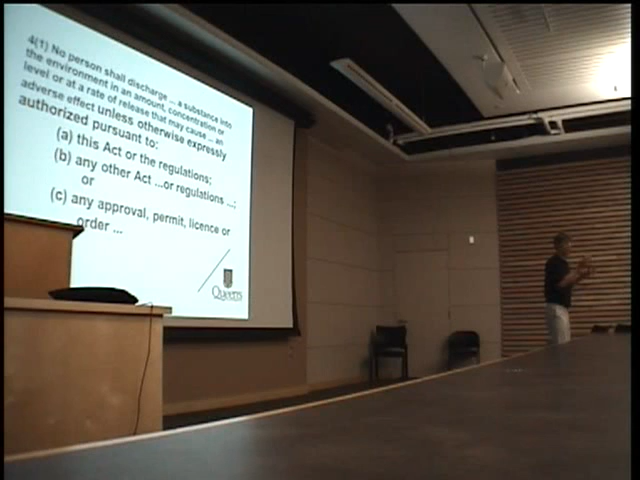 4(1) No person shall discharge ... a substance into
the environment in an amount, concentration or
level or at a rate of release that may cause ... an
adverse effect unless otherwise expressly
authorized pursuant to:
(a) this Act or the regulations;
(b) any other Act ...or regulations ...;
or
(c) any approval, permit, licence or
order ...
Queen's